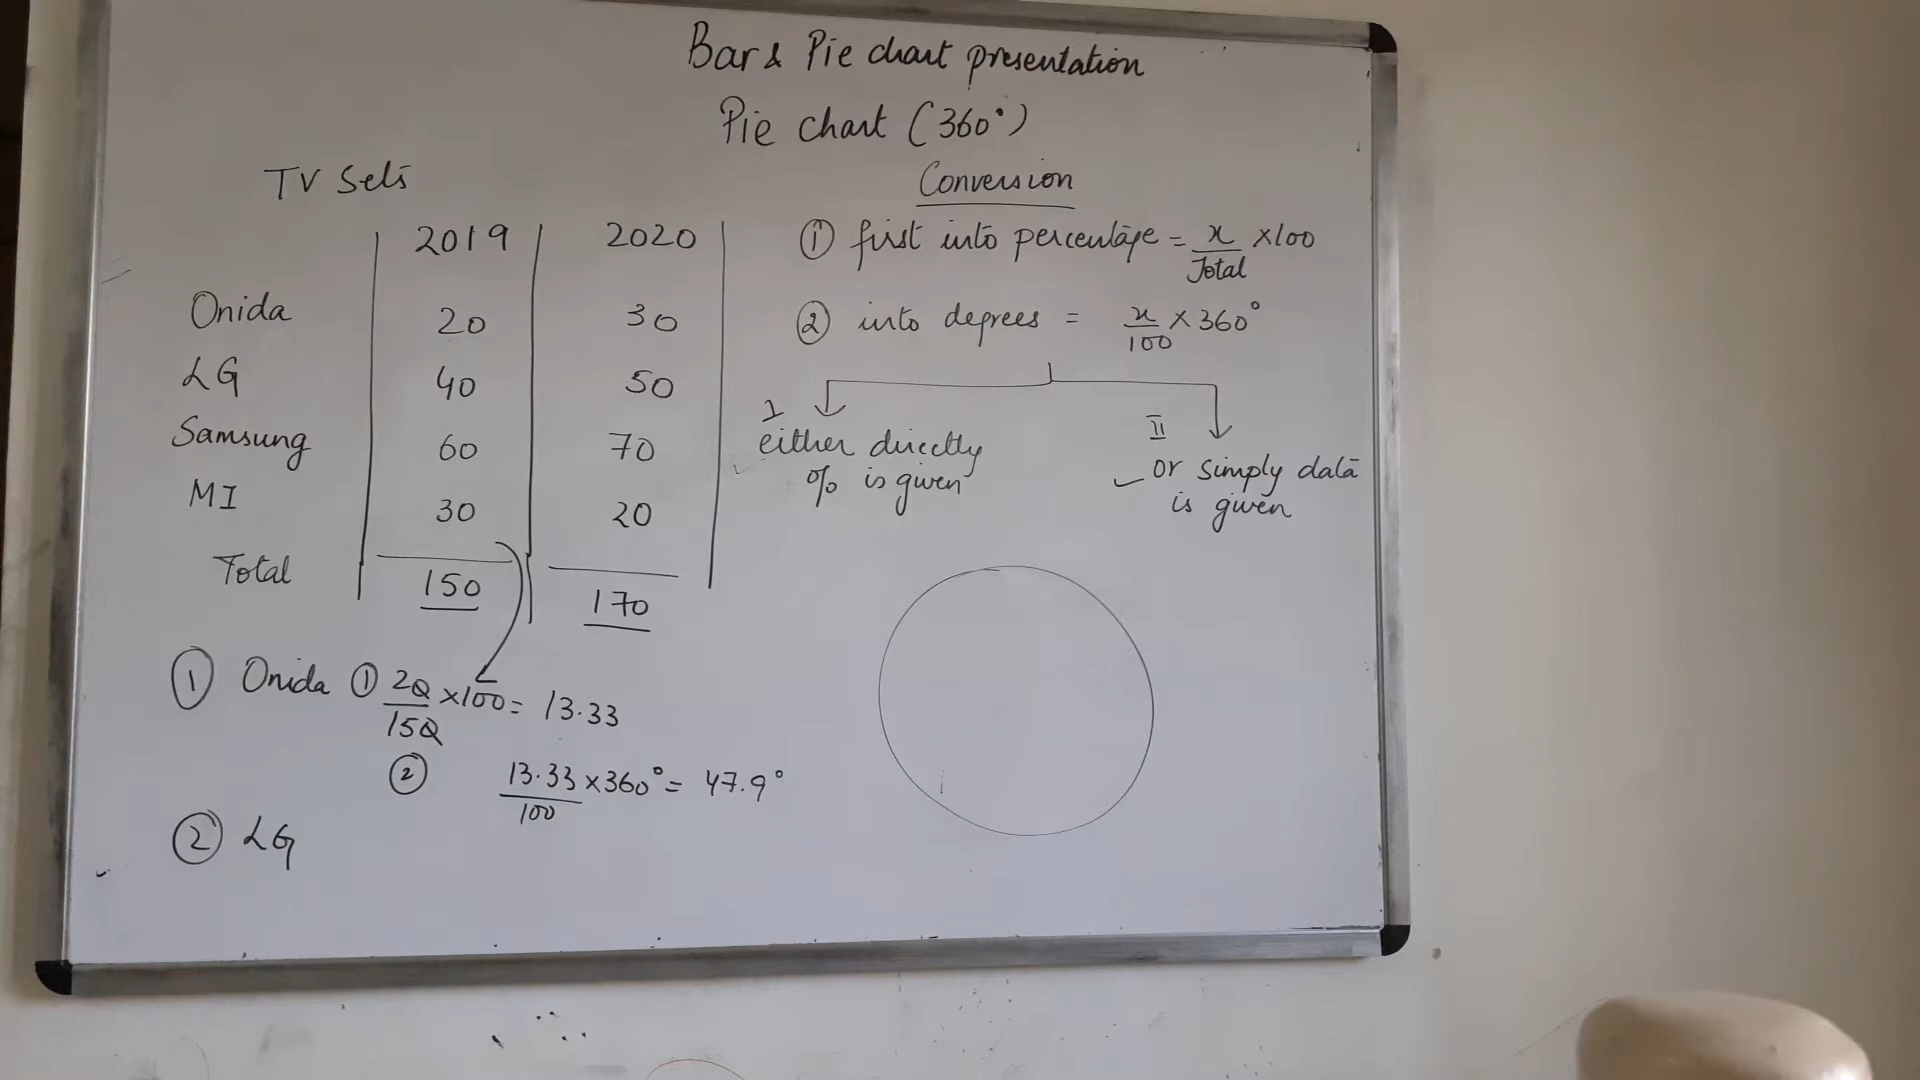 Bar & Pie chart presentation
Pie chart (360°)
TV Sets
2019 2020
Onida 20 30
LG 40 50
Samsung 60 70
MI 30 20
Total 150 170
Conversion
① first into percentage = x/Total ×100
② into degrees = x/100 × 360°
I either directly
% is given
II or simply data
is given
① Onida ① 20/150 ×100 = 13.33
② 13.33/100 ×360° = 47.9°
② LG